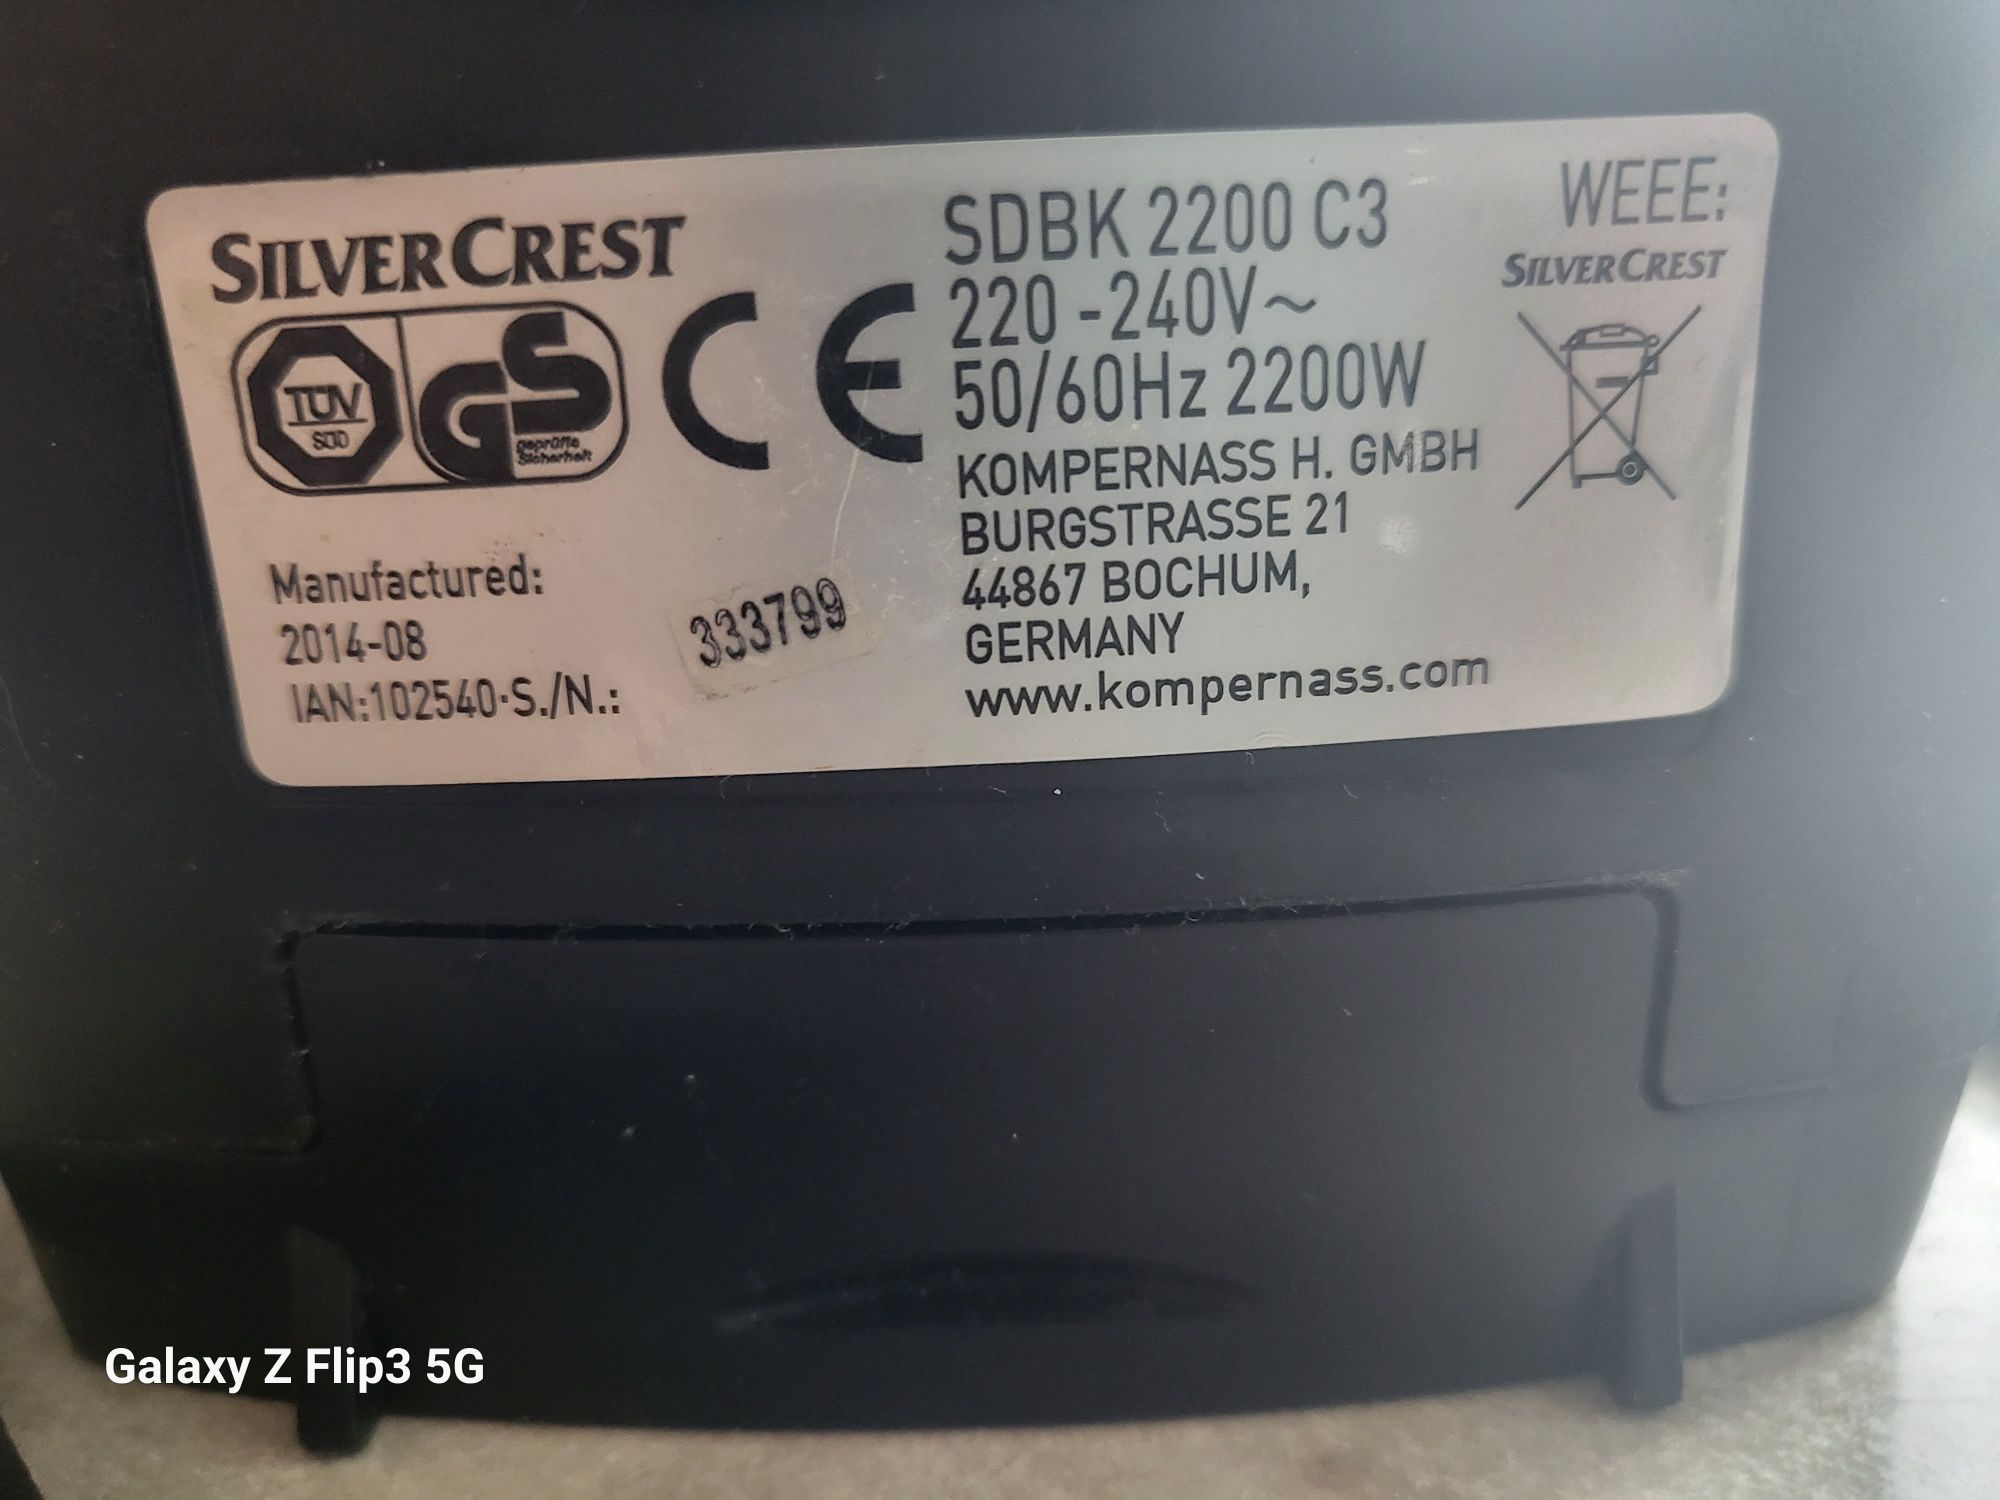 SILVERCREST
TÜV
SÜD
GS
geprüfte
Sicherheit
CE
Manufactured:
2014-08
IAN:102540·S./N.:
333799
SDBK 2200 C3
220 -240V~
50/60Hz 2200W
KOMPERNASS H. GMBH
BURGSTRASSE 21
44867 BOCHUM,
GERMANY
www.kompernass.com
WEEE:
SILVERCREST
Galaxy Z Flip3 5G